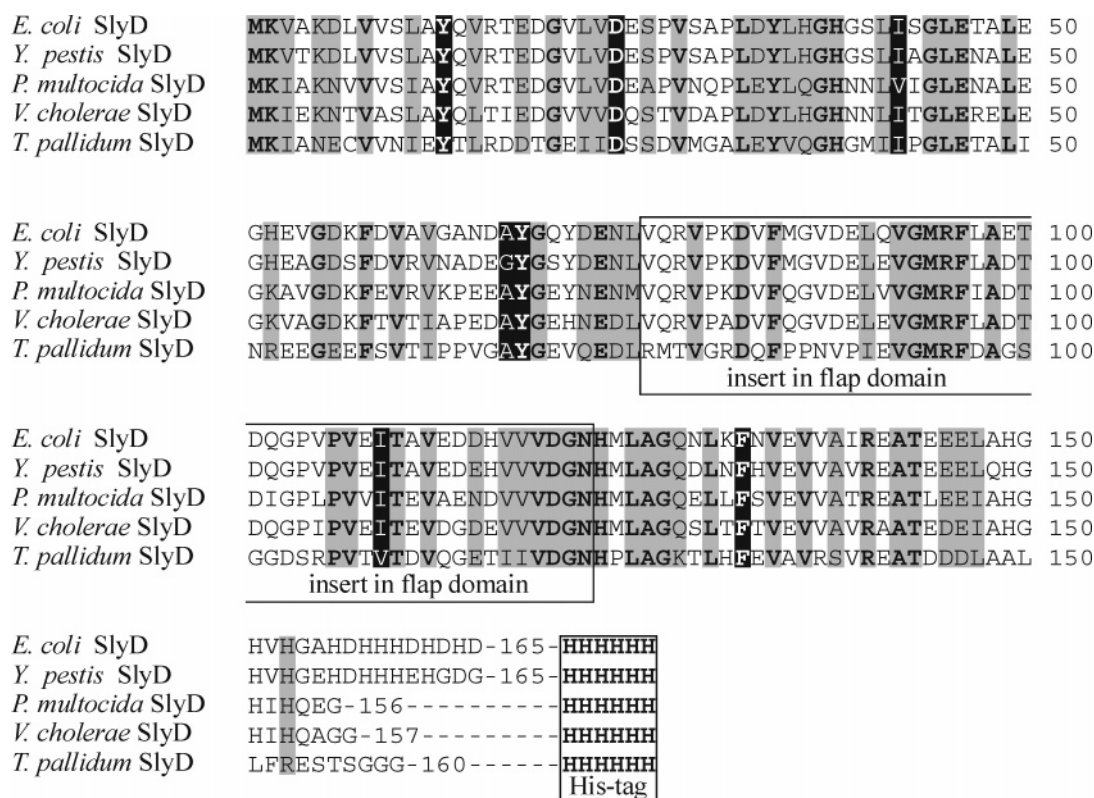 E. coli SlyD MKVAKDLVVSLAYQVRTEDGVLVDESPVSAPLDYLHGHGSLISGLETALE 50
Y. pestis SlyD MKVTKDLVVSLAYQVRTEDGVLVDESPVSAPLDYLHGHGSLIAGLENALE 50
P. multocida SlyD MKIAKNVVVSIAYQVRTEDGVLVDEAPVNQPLEYLQGHNNLVIGLENALE 50
V. cholerae SlyD MKIEKNTVASLAYQLTIEDGVVVDQSTVDAPLDYLHGHNNLITGLERELE 50
T. pallidum SlyD MKIANECVVNIEYTLRDDTGEIIDSSDVMGALEYVQGHGMIIPGLETALI 50
E. coli SlyD GHEVGDKFDVAVGANDAYGQYDENLVQRVPKDVFMGVDELQVGMRFLAET 100
Y. pestis SlyD GHEAGDSFDVRVNADEGYGSYDENLVQRVPKDVFMGVDELEVGMRFLADT 100
P. multocida SlyD GKAVGDKFEVRVKPEEAYGEYNENMVQRVPKDVFQGVDELVVGMRFIADT 100
V. cholerae SlyD GKVAGDKFTVTIAPEDAYGEHNEDLVQRVPADVFQGVDELVVGMRFLADT 100
T. pallidum SlyD NREEGEEFSVTIPPVGAYGEVQEDLRMTVGRDQFPPNVPIEVGMRFDAGS 100
insert in flap domain
E. coli SlyD DQGPVPVEITAVEDDHVVVDGNHMLAGQNLKFNVEVVAIREATEEELAHG 150
Y. pestis SlyD DQGPVPVEITAVEDEHVVVDGNHMLAGQDLNFHVEVVAVREATEEELQHG 150
P. multocida SlyD DIGPLPVVITEVAENDVVVDGNHMLAGQELLFSVEVVATREATLEEIAHG 150
V. cholerae SlyD DQGPIPVEITEVDGDEVVVDGNHMLAGQSLTFTVEVVAVRAATEDEIAHG 150
T. pallidum SlyD GGDSRPVTVTDVQGETIIVDGNHPLAGKTLHFEVAVRSVREATDDDLAAL 150
insert in flap domain
E. coli SlyD HVHGAHDHHHDHDHD-165-HHHHHH
Y. pestis SlyD HVHGEHDHHHEHGDG-165-HHHHHH
P. multocida SlyD HIHQEG-156----------HHHHHH
V. cholerae SlyD HIHQAGG-157---------HHHHHH
T. pallidum SlyD LFRESTSGGG-160------HHHHHH
His-tag